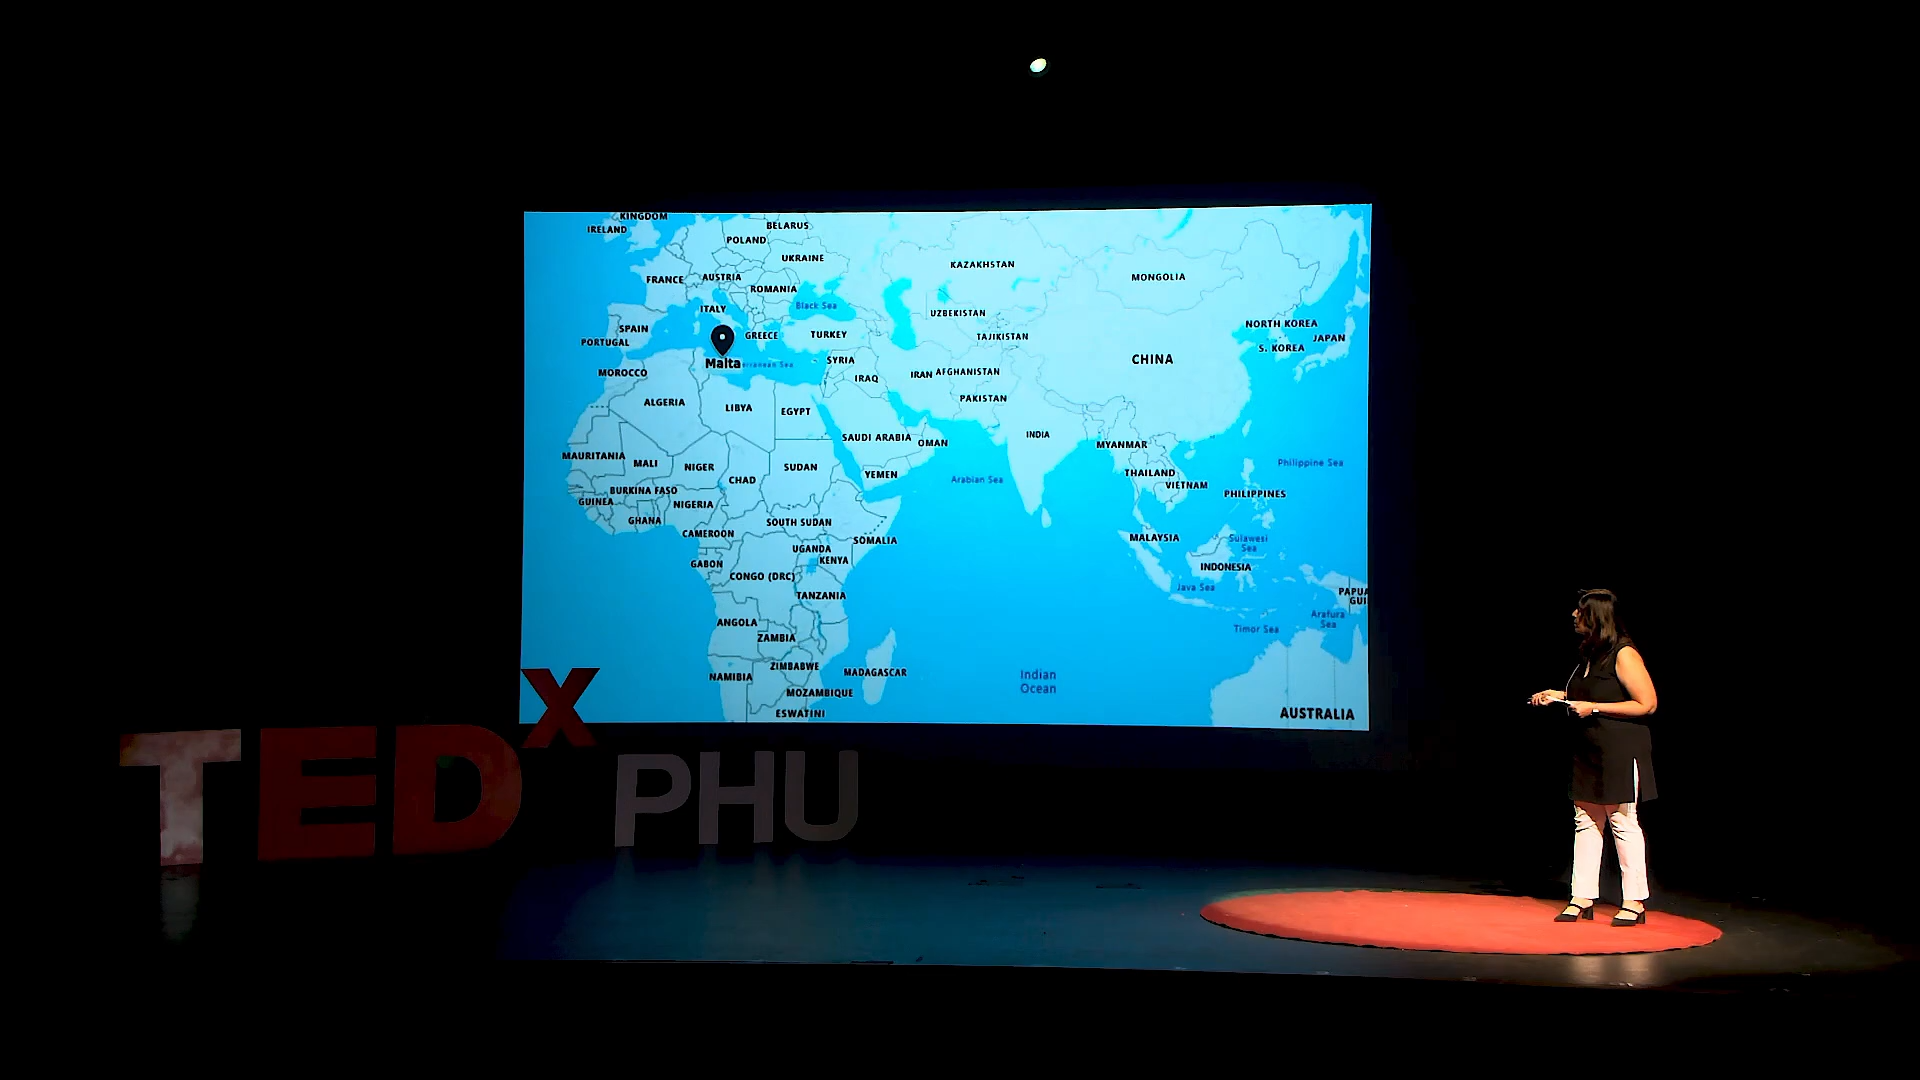 KINGDOM
IRELAND
BELARUS
POLAND
UKRAINE
KAZAKHSTAN
MONGOLIA
FRANCE
AUSTRIA
ROMANIA
ITALY
Black Sea
UZBEKISTAN
SPAIN
NORTH KOREA
GREECE
TURKEY
TAJIKISTAN
JAPAN
PORTUGAL
S. KOREA
Malta
SYRIA
CHINA
MOROCCO
IRAQ
IRAN
AFGHANISTAN
ALGERIA
LIBYA
EGYPT
PAKISTAN
SAUDI ARABIA
OMAN
INDIA
MYANMAR
MAURITANIA
MALI
NIGER
SUDAN
YEMEN
Arabian Sea
THAILAND
Philippine Sea
CHAD
VIETNAM
BURKINA FASO
PHILIPPINES
GUINEA
NIGERIA
GHANA
SOUTH SUDAN
CAMEROON
SOMALIA
MALAYSIA
Sulawesi
Sea
UGANDA
KENYA
GABON
INDONESIA
CONGO (DRC)
Java Sea
TANZANIA
PAPUA
GUI
Arafura
Sea
ANGOLA
Timor Sea
ZAMBIA
ZIMBABWE
NAMIBIA
MADAGASCAR
Indian
Ocean
MOZAMBIQUE
ESWATINI
AUSTRALIA
TEDx
PHU